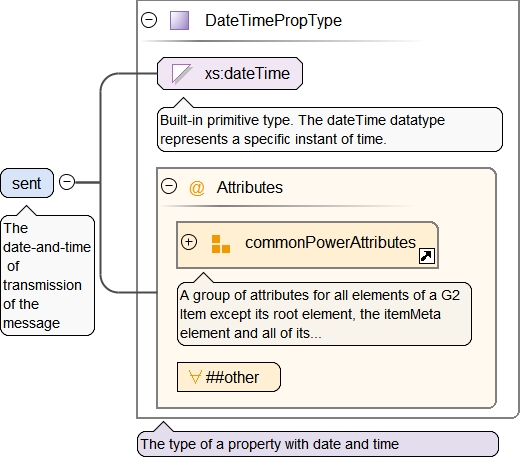 DateTimePropType
xs:dateTime
Built-in primitive type. The dateTime datatype
represents a specific instant of time.
sent
The
date-and-time
of
transmission
of the
message
@ Attributes
commonPowerAttributes
A group of attributes for all elements of a G2
Item except its root element, the itemMeta
element and all of its...
∀ ##other
The type of a property with date and time